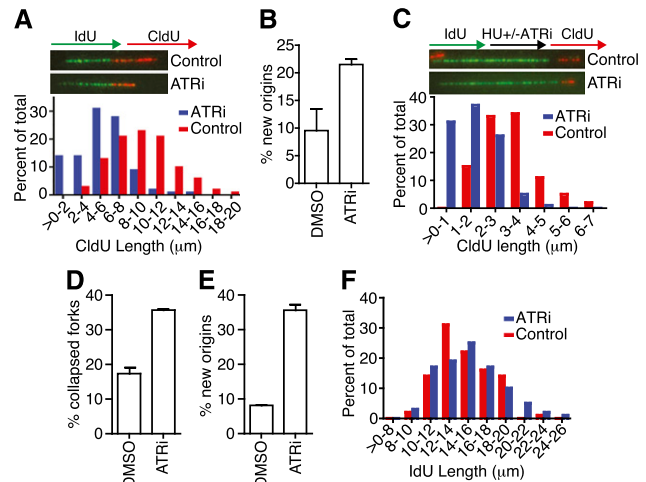 A
IdU CldU
Control
ATRi
Percent of total
30
20
10
0
ATRi
Control
>0-2 2-4 4-6 6-8 8-10 10-12 12-14 14-16 16-18 18-20
CldU Length (μm)
B
% new origins
25
20
15
10
5
0
DMSO ATRi
C
IdU HU+/-ATRi CldU
Control
ATRi
Percent of total
40
30
20
10
0
ATRi
Control
>0-1 1-2 2-3 3-4 4-5 5-6 6-7
CldU length (μm)
D
% collapsed forks
40
30
20
10
0
DMSO ATRi
E
% new origins
40
30
20
10
0
DMSO ATRi
F
Percent of total
40
30
20
10
0
ATRi
Control
>0-8 8-10 10-12 12-14 14-16 16-18 18-20 20-22 22-24 24-26
IdU Length (μm)